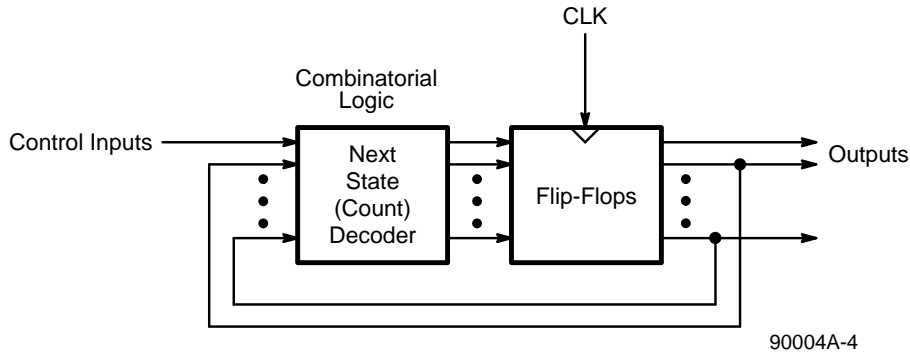 CLK
Combinatorial
Logic
Control Inputs
Next
State
(Count)
Decoder
Flip-Flops
Outputs
90004A-4